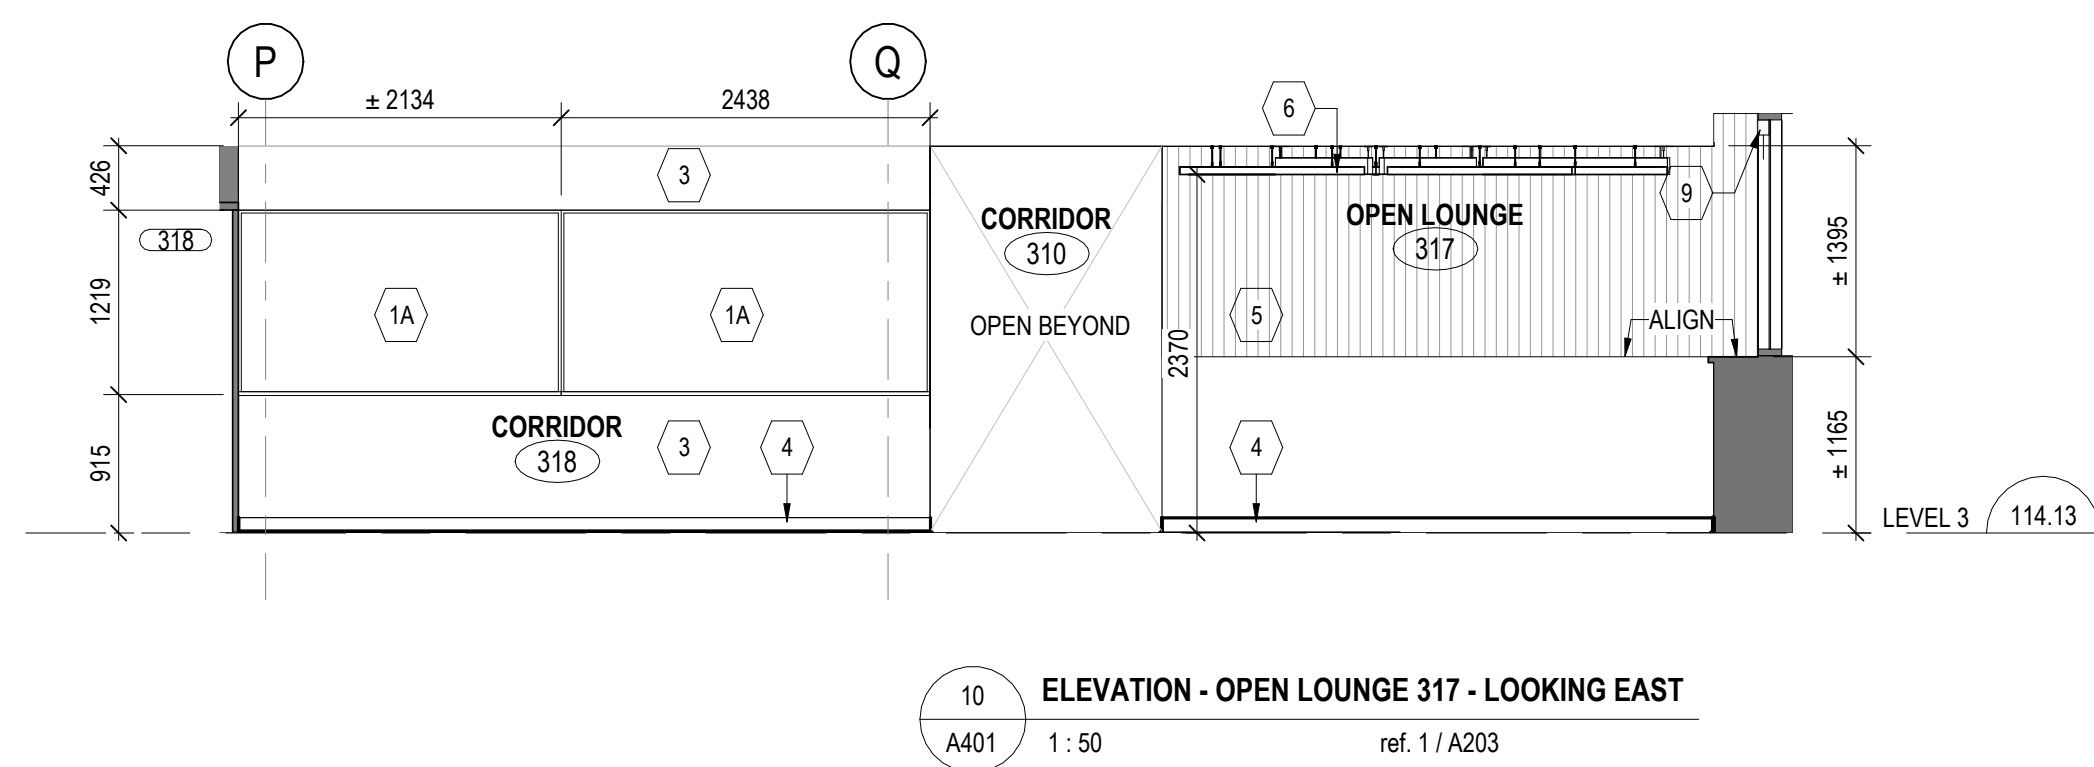 P
Q
± 2134
2438
6
426
3
9
CORRIDOR
310
OPEN LOUNGE
317
318
± 1395
1219
1A
1A
OPEN BEYOND
5
ALIGN
2370
CORRIDOR
318
3
4
4
915
± 1165
LEVEL 3
114.13
10
ELEVATION - OPEN LOUNGE 317 - LOOKING EAST
A401
1 : 50
ref. 1 / A203